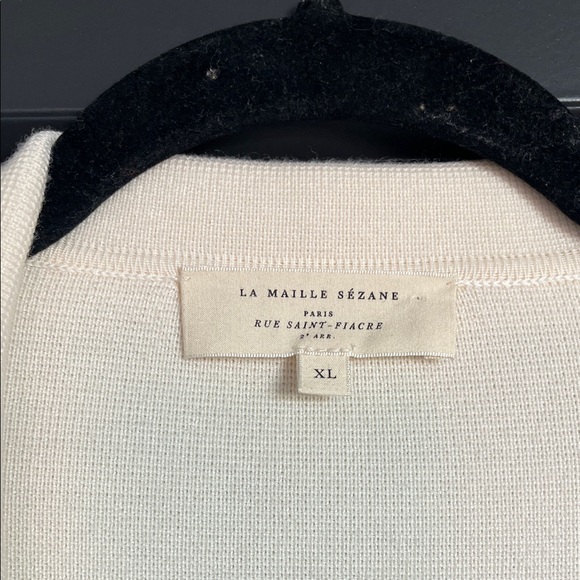 LA MAILLE SÉZANE
PARIS
RUE SAINT-FIACRE
2e ARR.
XL